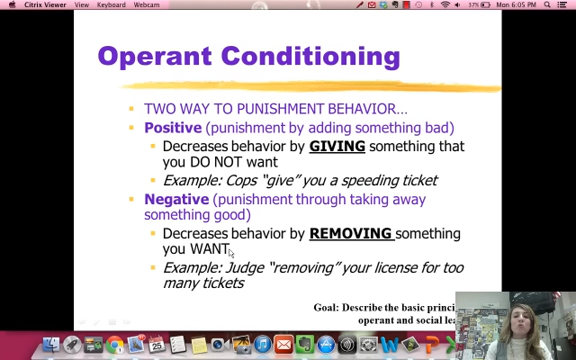 Citrix Viewer View Keyboard Webcam 37% Mon 6:05 PM
Operant Conditioning
TWO WAY TO PUNISHMENT BEHAVIOR...
Positive (punishment by adding something bad)
Decreases behavior by GIVING something that
you DO NOT want
Example: Cops "give" you a speeding ticket
Negative (punishment through taking away
something good)
Decreases behavior by REMOVING something
you WANT
Example: Judge "removing" your license for too
many tickets
Goal: Describe the basic princi
operant and social lea